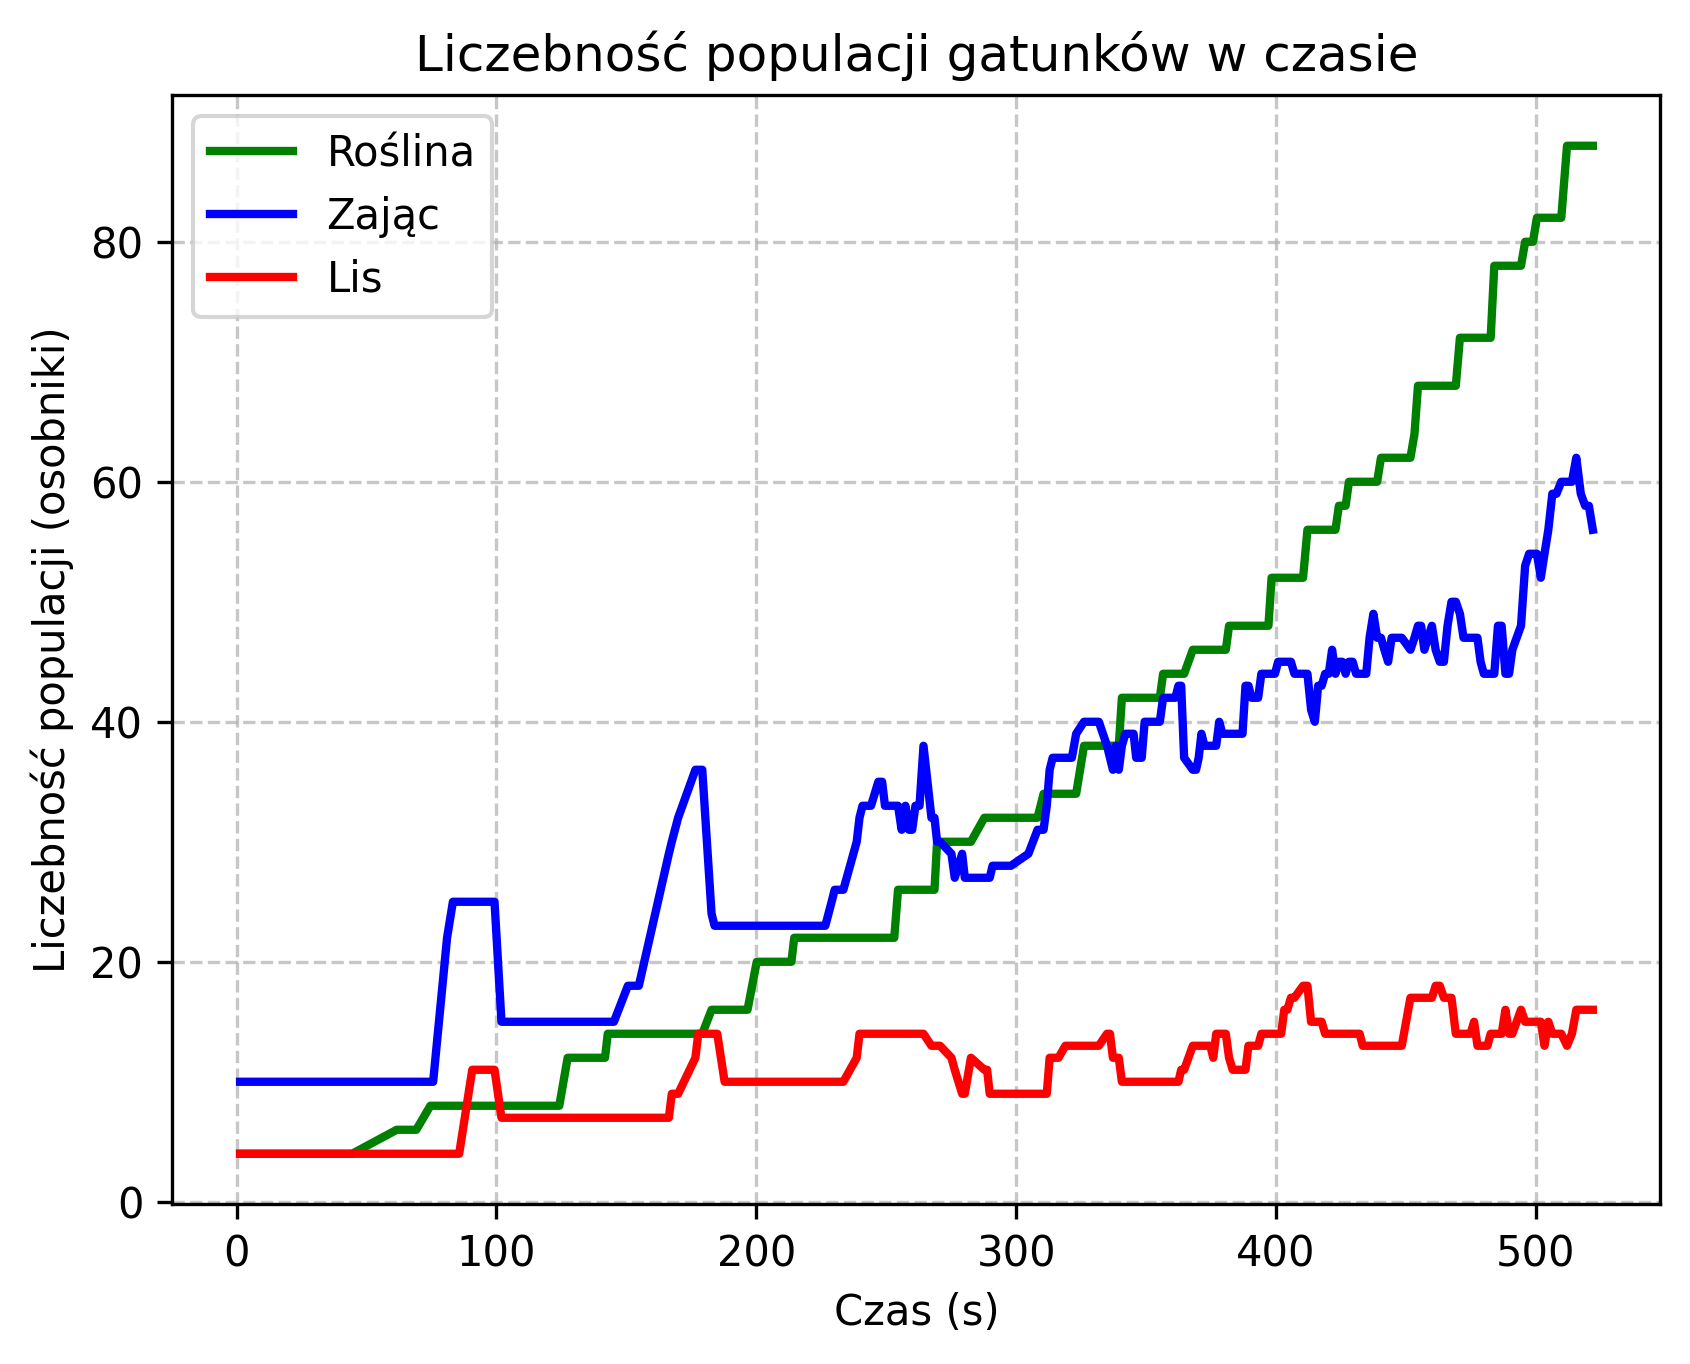 Liczebność populacji gatunków w czasie
Roślina
Zając
Lis
Liczebność populacji (osobniki)
80
60
40
20
0
0 100 200 300 400 500
Czas (s)